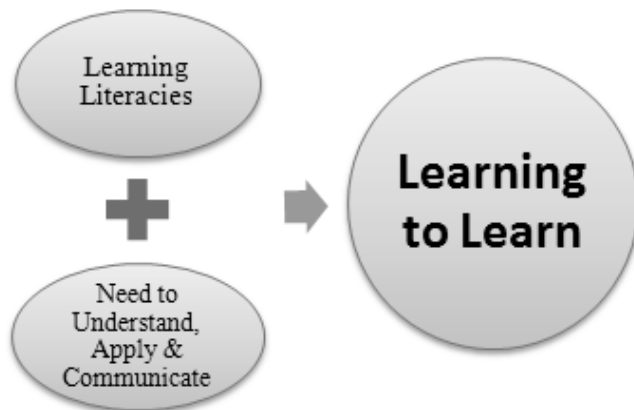 Learning
Literacies
Need to
Understand,
Apply &
Communicate
Learning
to Learn